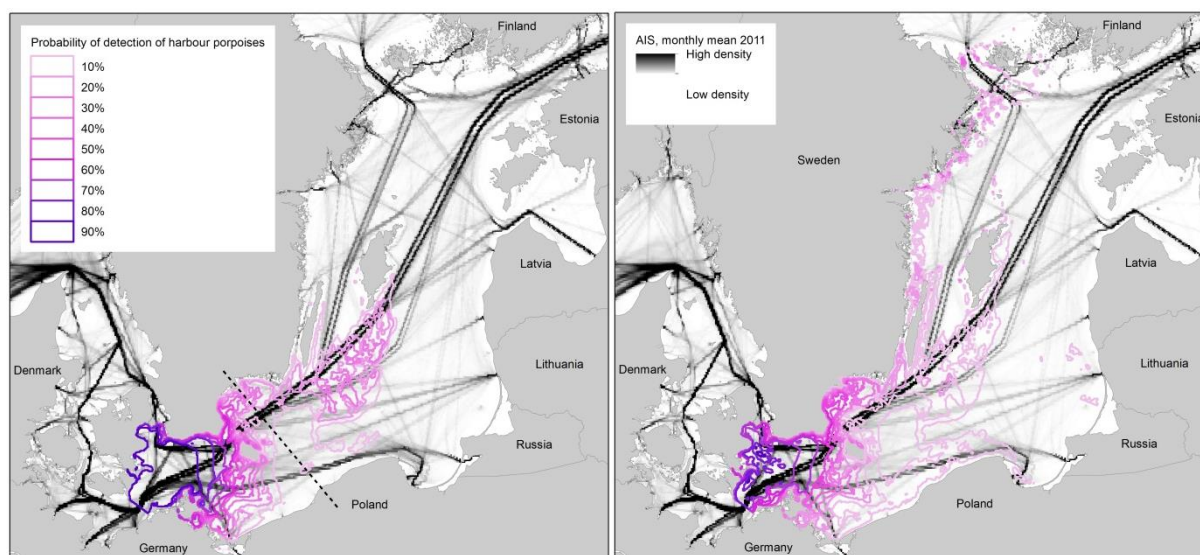 Probability of detection of harbour porpoises
10%
20%
30%
40%
50%
60%
70%
80%
90%
Finland
Estonia
Latvia
Denmark
Lithuania
Russia
Poland
Germany
AIS, monthly mean 2011
High density
Low density
Finland
Estonia
Sweden
Latvia
Denmark
Lithuania
Russia
Poland
Germany